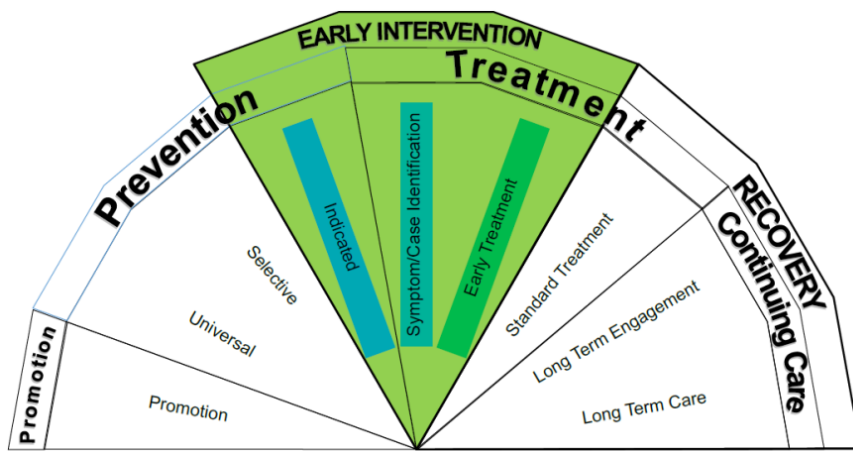 EARLY INTERVENTION
Prevention
Treatment
RECOVERY
Continuing Care
Promotion
Promotion
Universal
Selective
Indicated
Symptom/Case Identification
Early Treatment
Standard Treatment
Long Term Engagement
Long Term Care